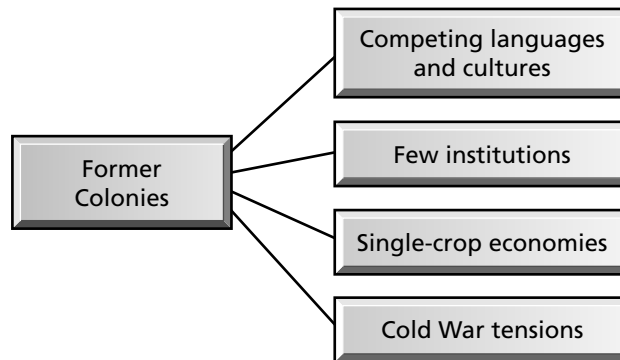 Former
Colonies
Competing languages
and cultures
Few institutions
Single-crop economies
Cold War tensions